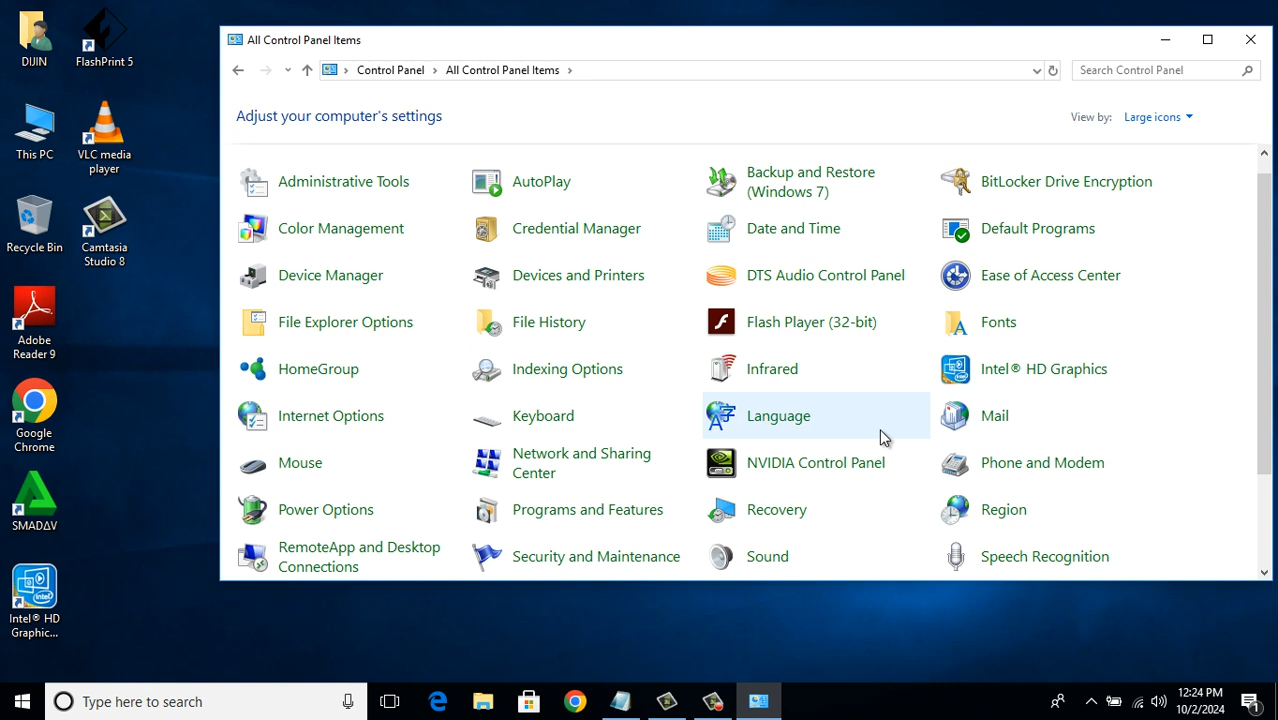 DIJIN
FlashPrint 5
This PC
VLC media
player
Recycle Bin
Camtasia
Studio 8
Adobe
Reader 9
Google
Chrome
SMADΔV
Intel® HD
Graphic...
All Control Panel Items
Control Panel
All Control Panel Items
Search Control Panel
Adjust your computer's settings
View by:
Large icons
Administrative Tools
AutoPlay
Backup and Restore
(Windows 7)
BitLocker Drive Encryption
Color Management
Credential Manager
Date and Time
Default Programs
Device Manager
Devices and Printers
DTS Audio Control Panel
Ease of Access Center
File Explorer Options
File History
Flash Player (32-bit)
Fonts
HomeGroup
Indexing Options
Infrared
Intel® HD Graphics
Internet Options
Keyboard
Language
Mail
Mouse
Network and Sharing
Center
NVIDIA Control Panel
Phone and Modem
Power Options
Programs and Features
Recovery
Region
RemoteApp and Desktop
Connections
Security and Maintenance
Sound
Speech Recognition
Type here to search
12:24 PM
10/2/2024
1